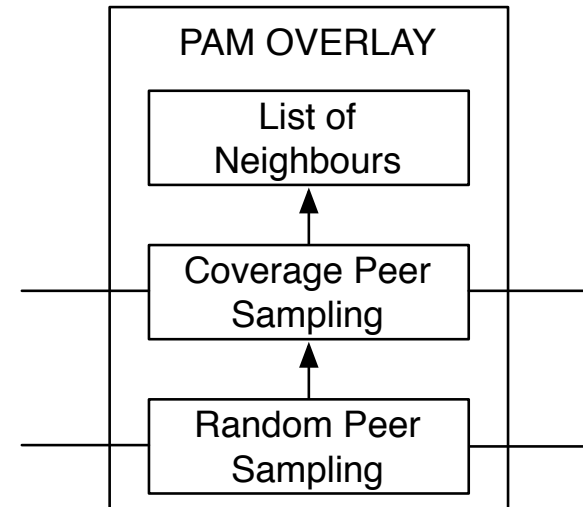 PAM OVERLAY
List of
Neighbours
Coverage Peer
Sampling
Random Peer
Sampling